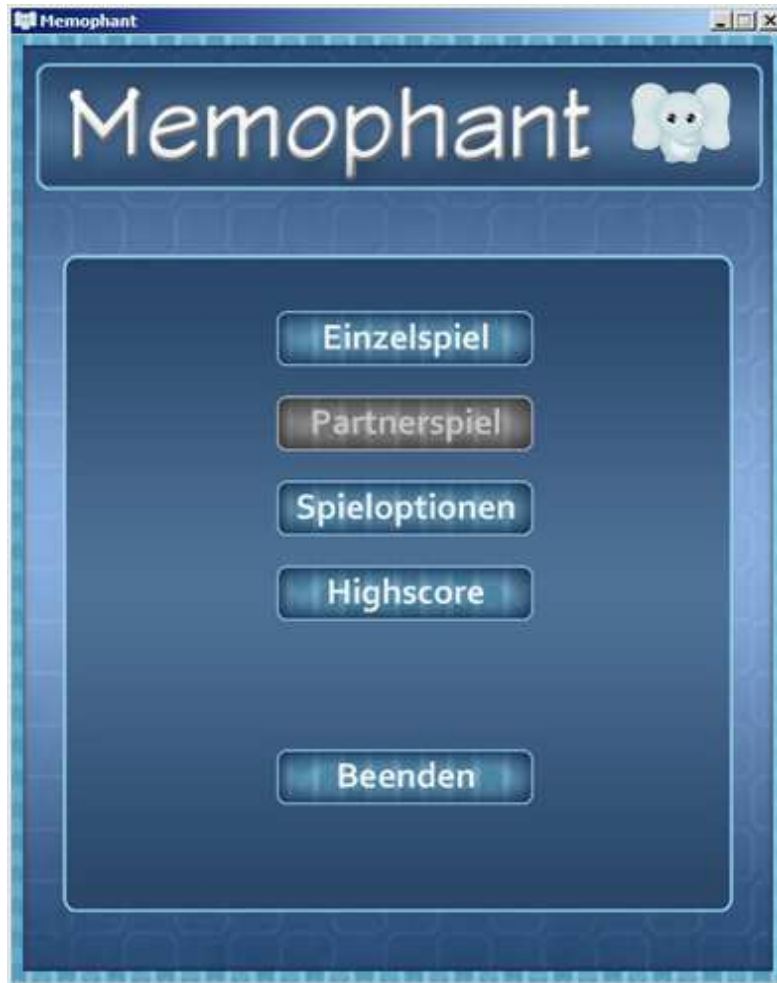 Memophant
Memophant
Einzelspiel
Partnerspiel
Spieloptionen
Highscore
Beenden